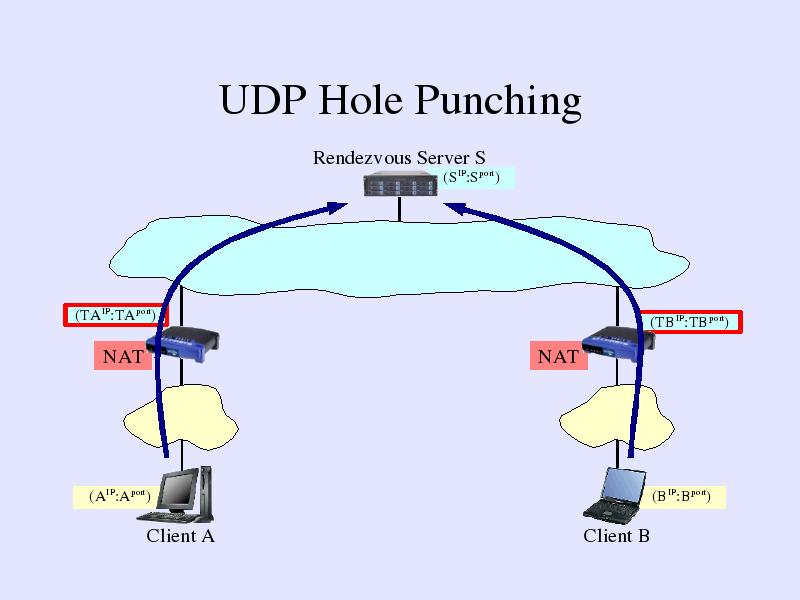 UDP Hole Punching
Rendezvous Server S
(S^IP:S^port)
(TA^IP:TA^port)
(TB^IP:TB^port)
NAT
NAT
(A^IP:A^port)
(B^IP:B^port)
Client A
Client B